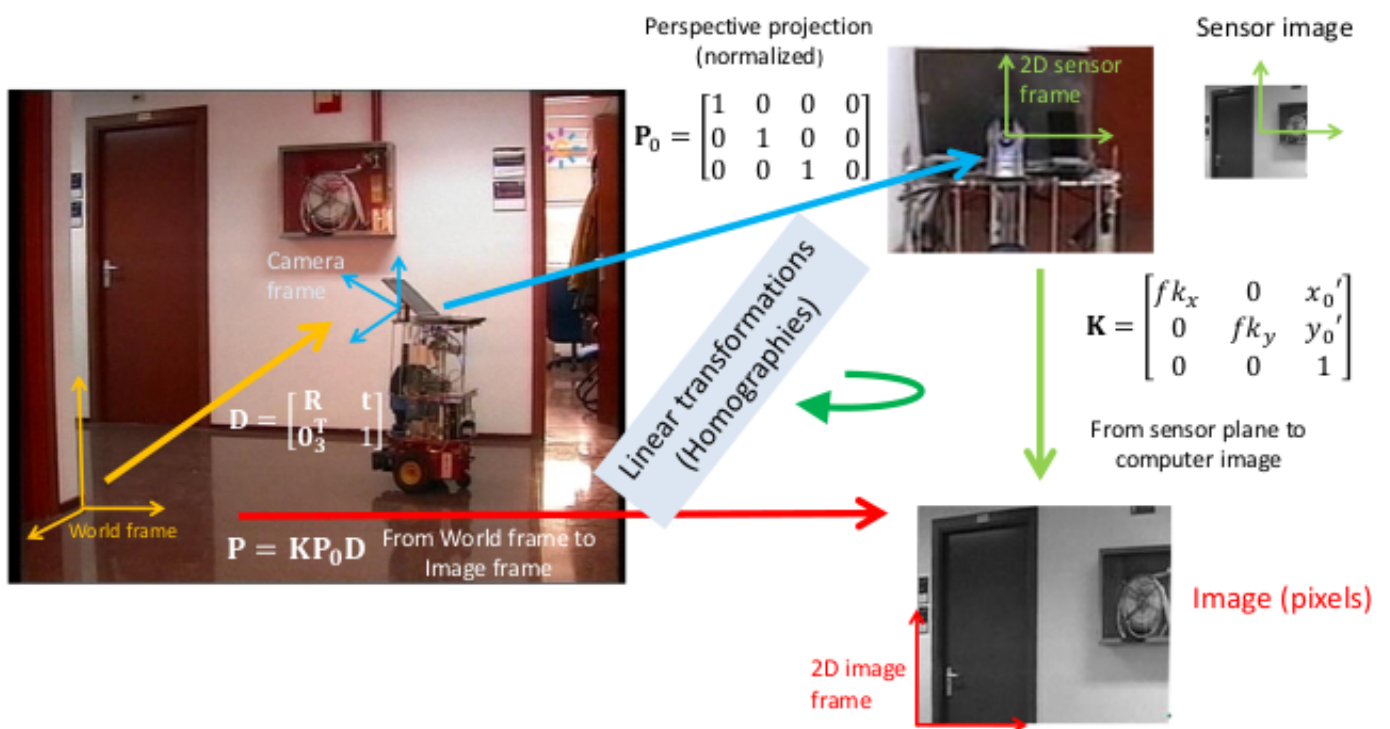 Perspective projection
(normalized)
P₀ = [1 0 0 0
0 1 0 0
0 0 1 0]
2D sensor
frame
Sensor image
Camera
frame
D = [R t
0₃ᵀ 1]
World frame
P = KP₀D
From World frame to
Image frame
Linear transformations
(Homographies)
K = [fkₓ 0 x₀′
0 fk_y y₀′
0 0 1]
From sensor plane to
computer image
Image (pixels)
2D image
frame